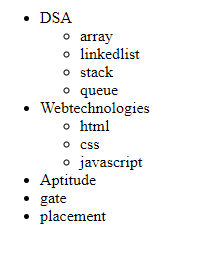 DSA
array
linkedlist
stack
queue
Webtechnologies
html
css
javascript
Aptitude
gate
placement